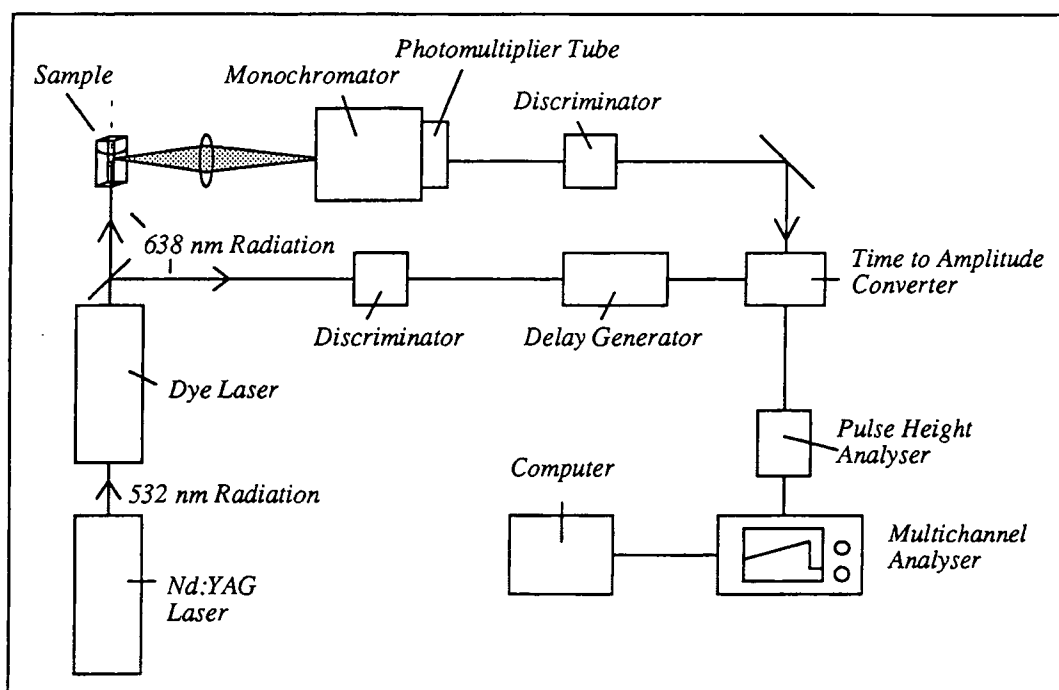 Photomultiplier Tube
Sample
Monochromator
Discriminator
638 nm Radiation
Time to Amplitude
Converter
Discriminator
Delay Generator
Dye Laser
Pulse Height
Analyser
Computer
532 nm Radiation
Multichannel
Analyser
Nd:YAG
Laser